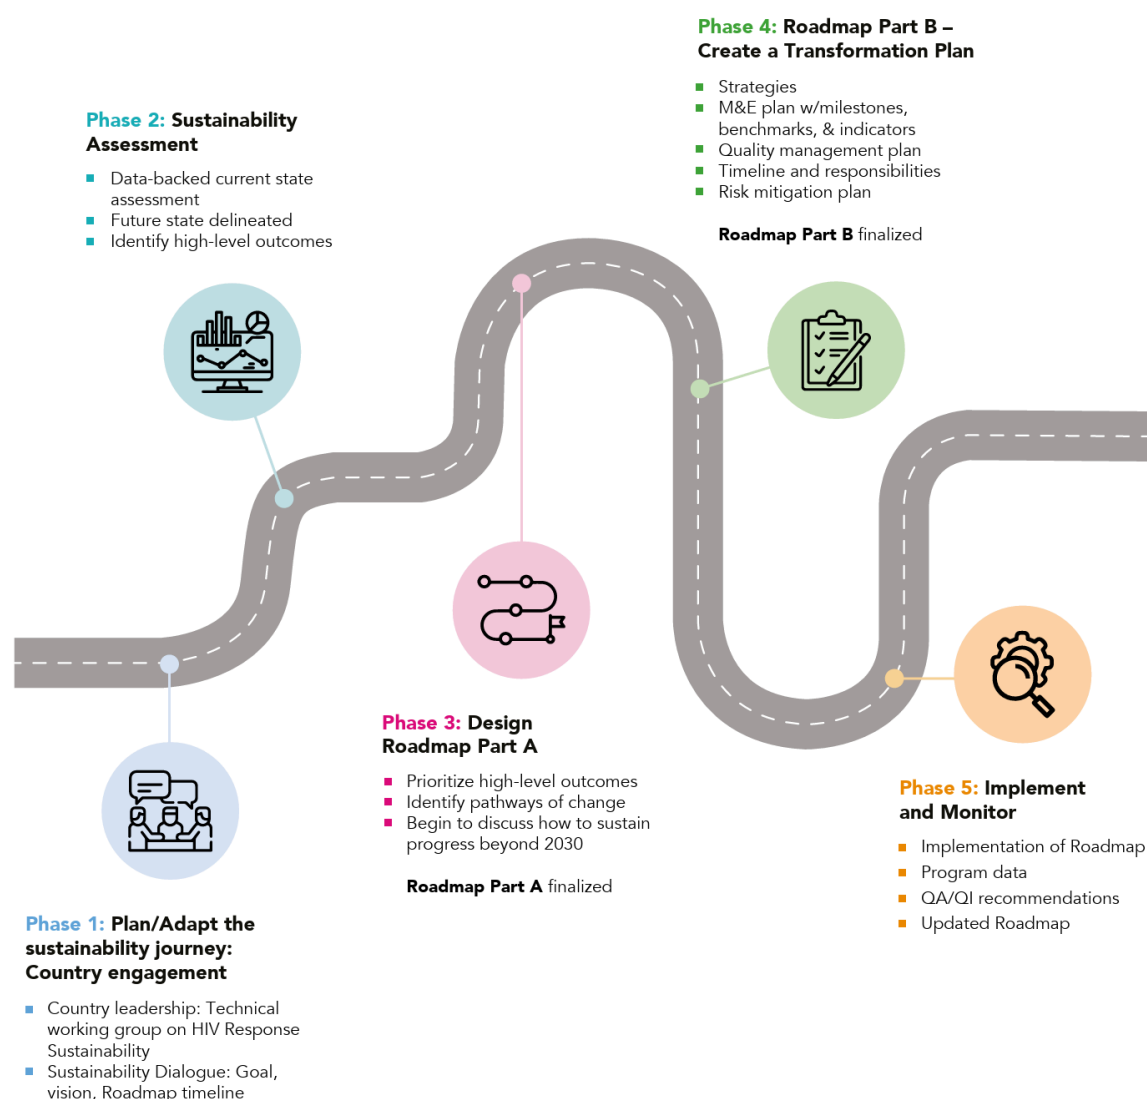 Phase 1: Plan/Adapt the
sustainability journey:
Country engagement
Country leadership: Technical
working group on HIV Response
Sustainability
Sustainability Dialogue: Goal,
vision, Roadmap timeline
Phase 2: Sustainability
Assessment
Data-backed current state
assessment
Future state delineated
Identify high-level outcomes
Phase 3: Design
Roadmap Part A
Prioritize high-level outcomes
Identify pathways of change
Begin to discuss how to sustain
progress beyond 2030
Roadmap Part A finalized
Phase 4: Roadmap Part B –
Create a Transformation Plan
Strategies
M&E plan w/milestones,
benchmarks, & indicators
Quality management plan
Timeline and responsibilities
Risk mitigation plan
Roadmap Part B finalized
Phase 5: Implement
and Monitor
Implementation of Roadmap
Program data
QA/QI recommendations
Updated Roadmap